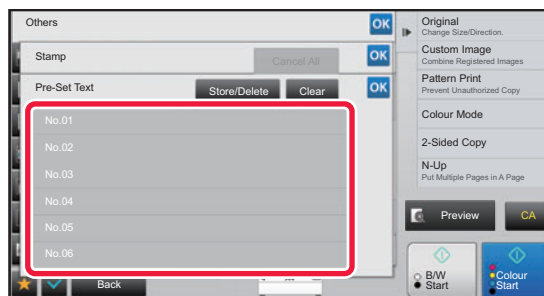 Others
OK
Stamp
Cancel All
OK
Pre-Set Text
Store/Delete
Clear
OK
No.01
No.02
No.03
No.04
No.05
No.06
Back
Original
Change Size/Direction.
Custom Image
Combine Registered Images
Pattern Print
Prevent Unauthorized Copy
Colour Mode
2-Sided Copy
N-Up
Put Multiple Pages in A Page
Preview
CA
B/W
Start
Colour
Start